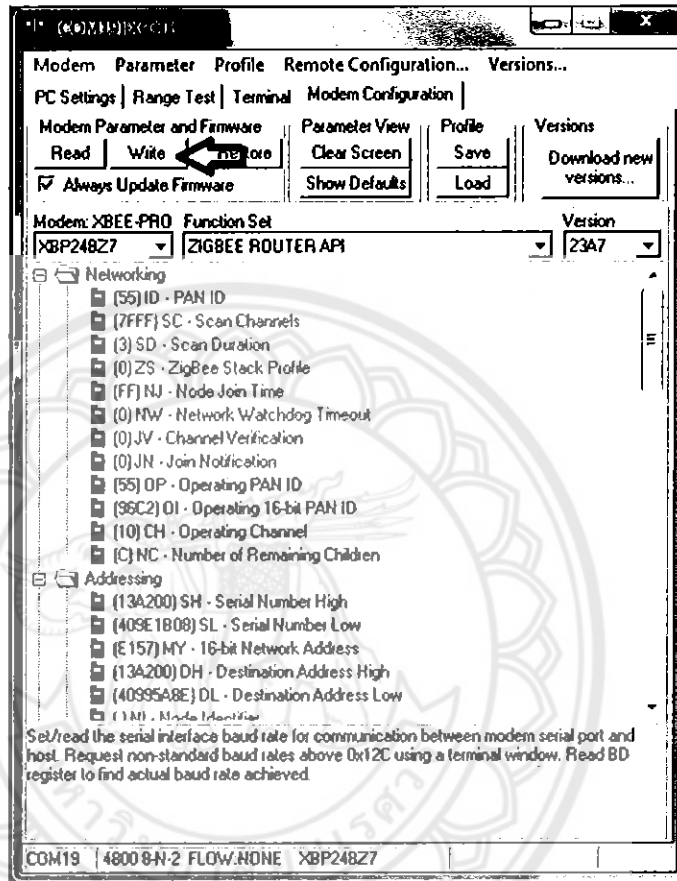 [COM19] X-CTU
Modem Parameter Profile Remote Configuration... Versions...
PC Settings Range Test Terminal Modem Configuration
Modem Parameter and Firmware Parameter View Profile Versions
Read Write Restore Clear Screen Save Download new versions...
Always Update Firmware Show Defaults Load
Modem: XBEE-PRO Function Set Version
XBP24BZ7 ZIGBEE ROUTER API 23A7
Networking
(55) ID - PAN ID
(7FFF) SC - Scan Channels
(3) SD - Scan Duration
(0) ZS - ZigBee Stack Profile
(FF) NJ - Node Join Time
(0) NW - Network Watchdog Timeout
(0) JV - Channel Verification
(0) JN - Join Notification
(55) OP - Operating PAN ID
(96C2) OI - Operating 16-bit PAN ID
(10) CH - Operating Channel
(C) NC - Number of Remaining Children
Addressing
(13A200) SH - Serial Number High
(409E1B08) SL - Serial Number Low
(E157) MY - 16-bit Network Address
(13A200) DH - Destination Address High
(40995A8E) DL - Destination Address Low
( ) NI - Node Identifier
Set/read the serial interface baud rate for communication between modem serial port and
host. Request non-standard baud rates above 0x12C using a terminal window. Read BD
register to find actual baud rate achieved.
COM19 4800 8-N-2 FLOW:NONE XBP24BZ7